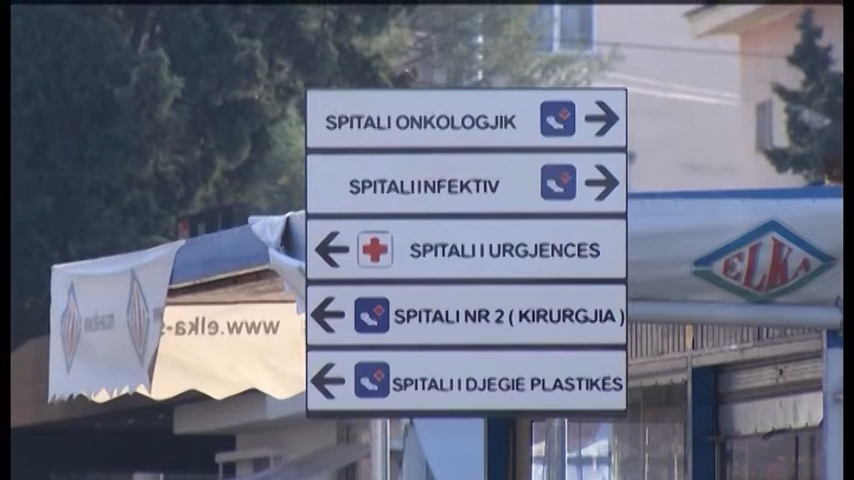 SPITALI ONKOLOGJIK
SPITALI INFEKTIV
SPITALI I URGJENCES
SPITALI NR 2 ( KIRURGJIA )
SPITALI I DJEGIE PLASTIKËS
ELKA
www.elka-s